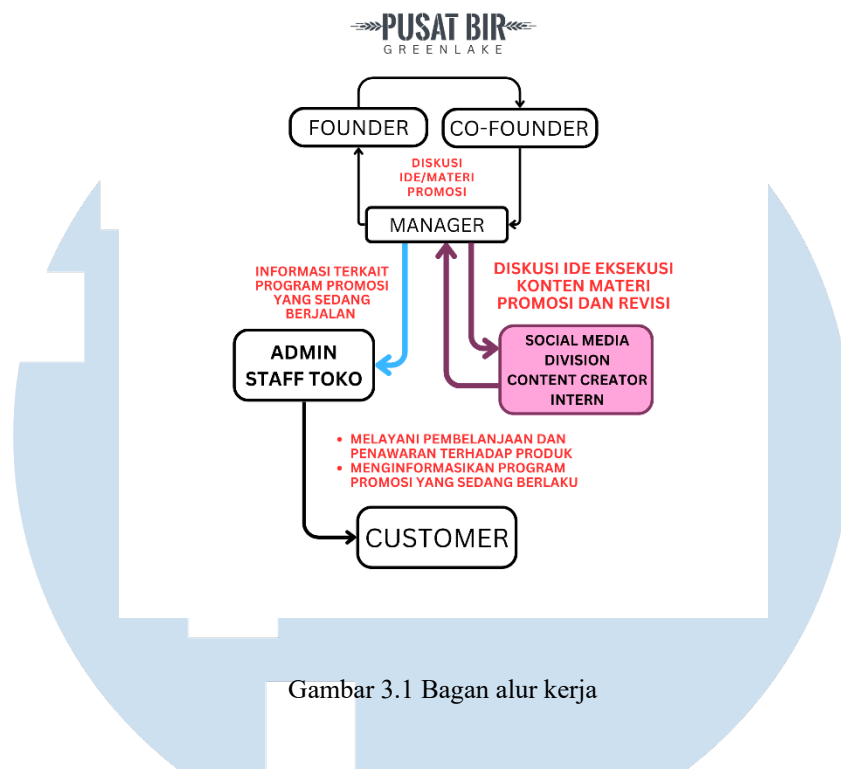 PUSAT BIR
GREENLAKE
FOUNDER
CO-FOUNDER
DISKUSI
IDE/MATERI
PROMOSI
MANAGER
INFORMASI TERKAIT
PROGRAM PROMOSI
YANG SEDANG
BERJALAN
DISKUSI IDE EKSEKUSI
KONTEN MATERI
PROMOSI DAN REVISI
ADMIN
STAFF TOKO
SOCIAL MEDIA
DIVISION
CONTENT CREATOR
INTERN
• MELAYANI PEMBELANJAAN DAN
PENAWARAN TERHADAP PRODUK
• MENGINFORMASIKAN PROGRAM
PROMOSI YANG SEDANG BERLAKU
CUSTOMER
Gambar 3.1 Bagan alur kerja